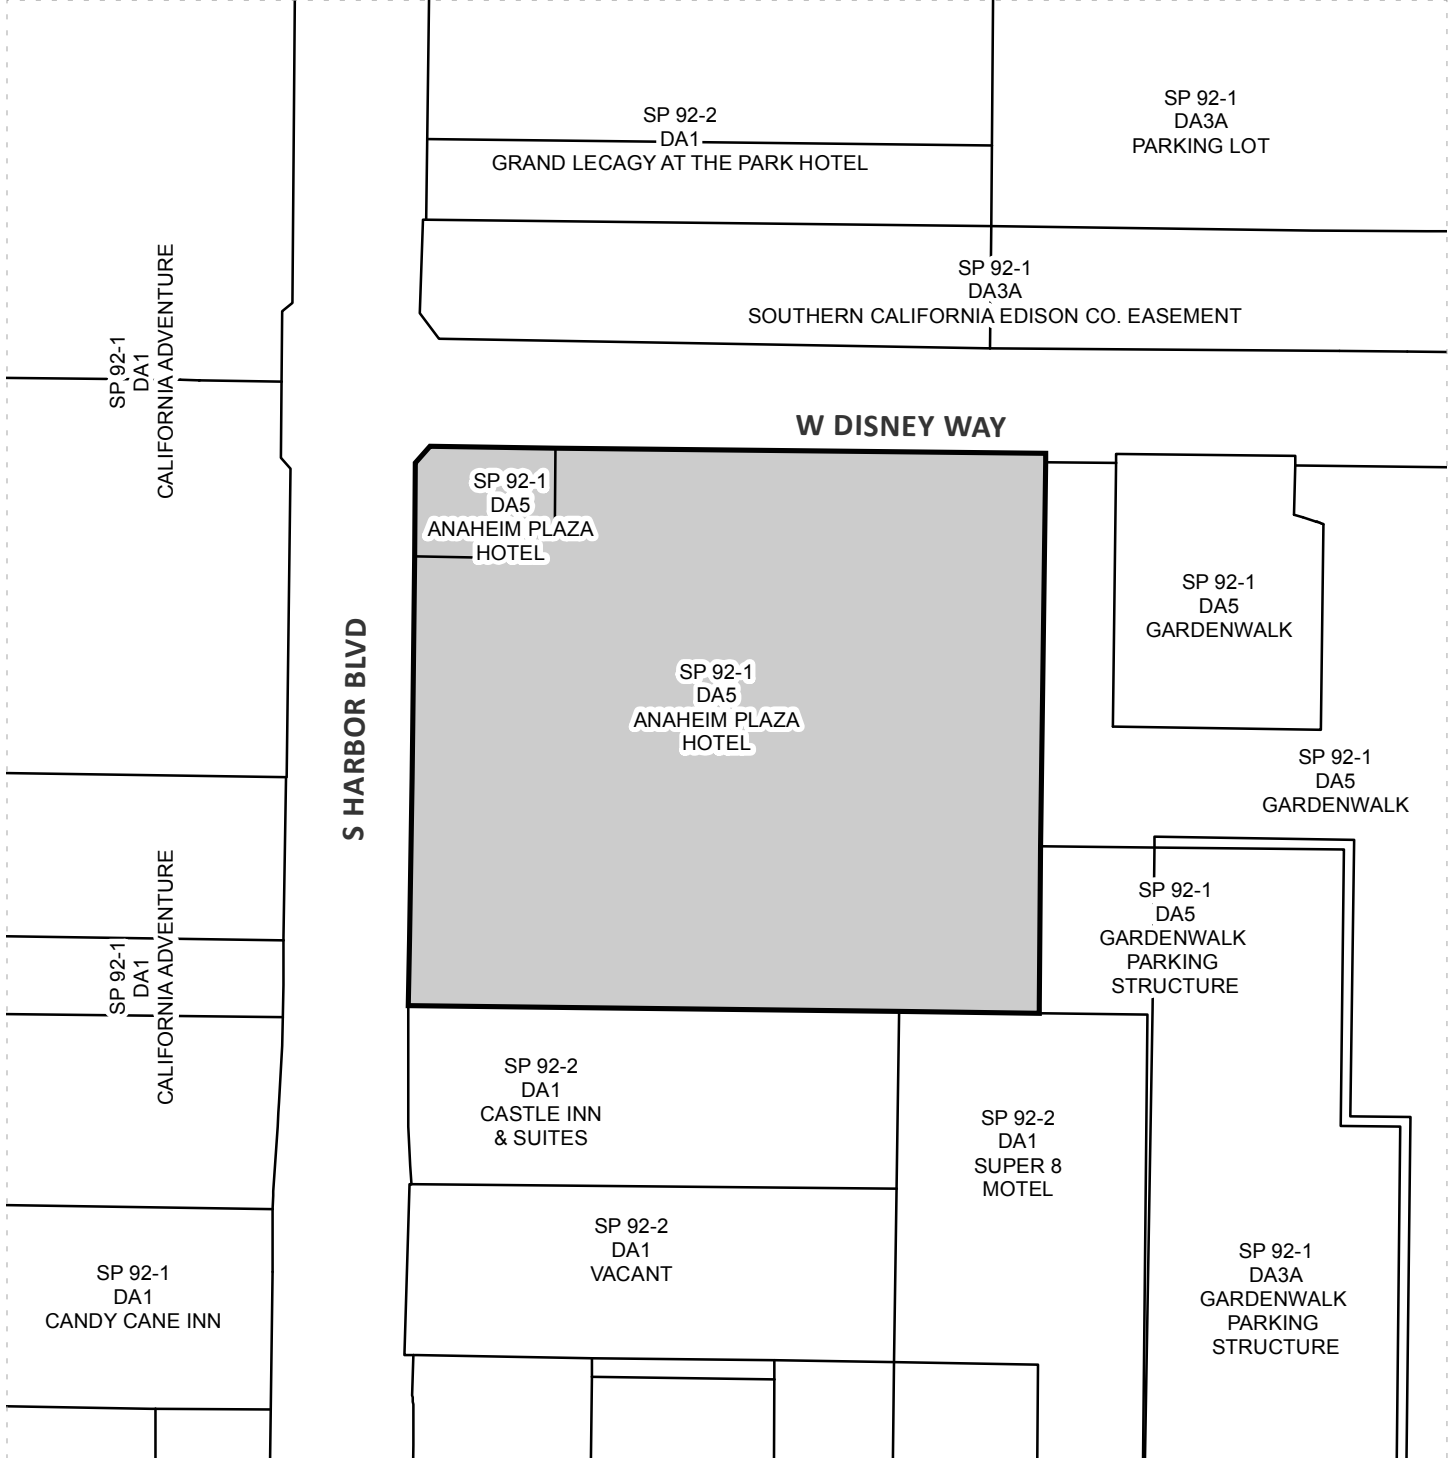 SP 92-2
DA1
GRAND LECAGY AT THE PARK HOTEL
SP 92-1
DA3A
PARKING LOT
SP 92-1
DA3A
SOUTHERN CALIFORNIA EDISON CO. EASEMENT
SP 92-1
DA1
CALIFORNIA ADVENTURE
W DISNEY WAY
SP 92-1
DA5
ANAHEIM PLAZA
HOTEL
SP 92-1
DA5
GARDENWALK
S HARBOR BLVD
SP 92-1
DA5
ANAHEIM PLAZA
HOTEL
SP 92-1
DA5
GARDENWALK
SP 92-1
DA1
CALIFORNIA ADVENTURE
SP 92-1
DA5
GARDENWALK
PARKING
STRUCTURE
SP 92-2
DA1
CASTLE INN
& SUITES
SP 92-2
DA1
SUPER 8
MOTEL
SP 92-2
DA1
VACANT
SP 92-1
DA1
CANDY CANE INN
SP 92-1
DA3A
GARDENWALK
PARKING
STRUCTURE